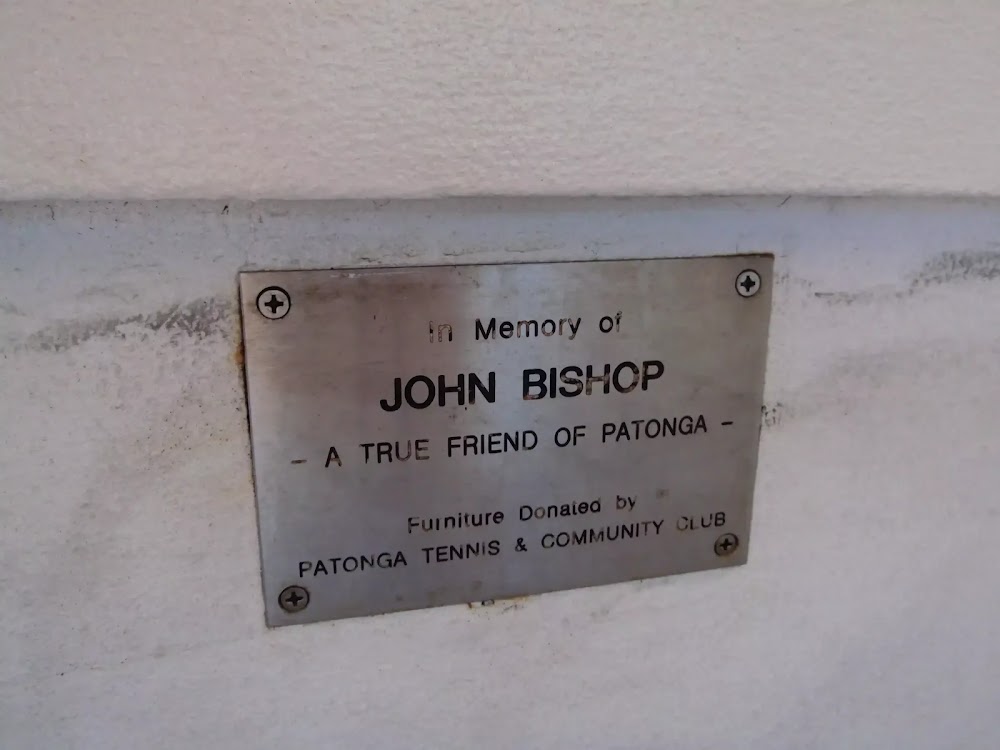 In Memory of
JOHN BISHOP
- A TRUE FRIEND OF PATONGA -
Furniture Donated by
PATONGA TENNIS & COMMUNITY CLUB